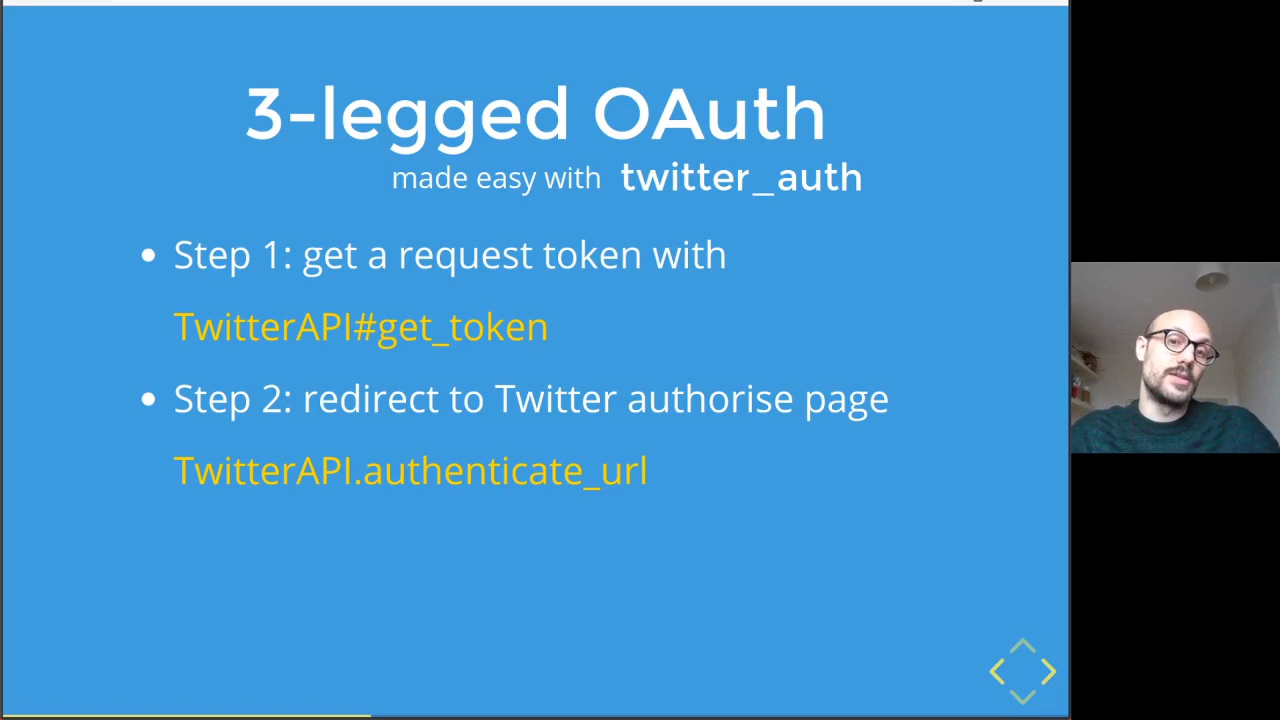 3-legged OAuth
made easy with twitter_auth
Step 1: get a request token with
TwitterAPI#get_token
Step 2: redirect to Twitter authorise page
TwitterAPI.authenticate_url